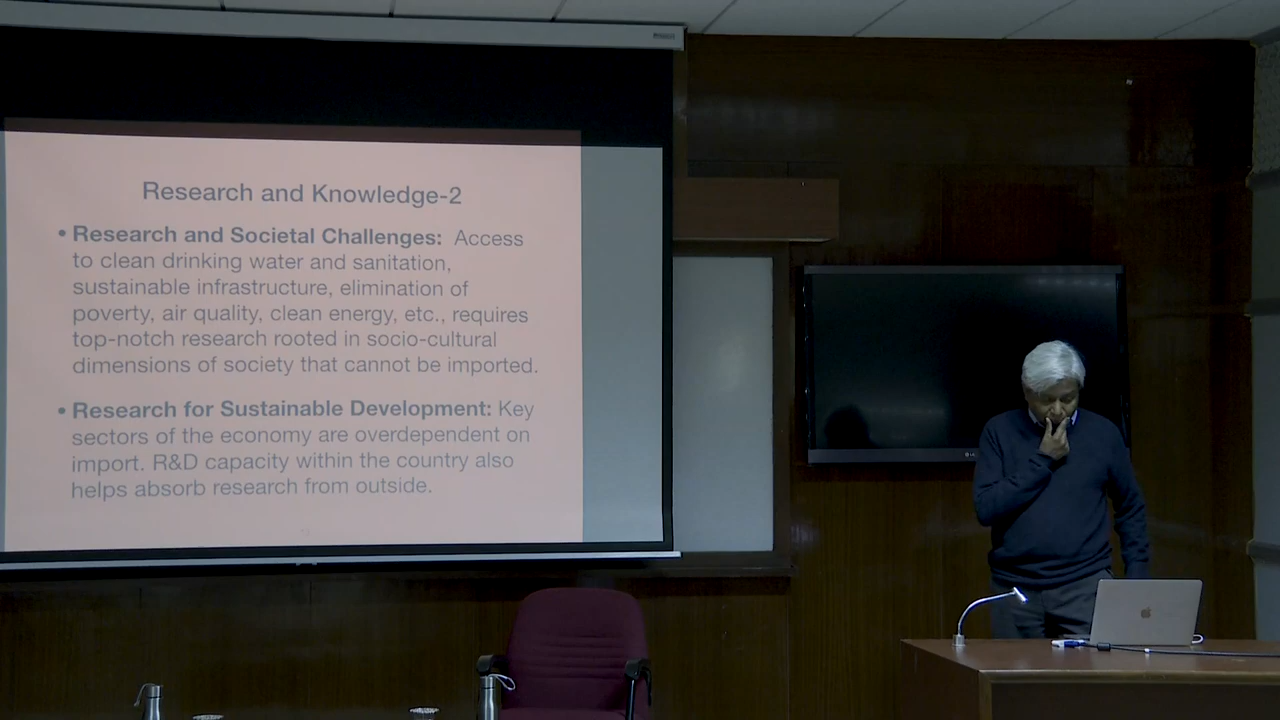 Research and Knowledge-2
• Research and Societal Challenges: Access
to clean drinking water and sanitation,
sustainable infrastructure, elimination of
poverty, air quality, clean energy, etc., requires
top-notch research rooted in socio-cultural
dimensions of society that cannot be imported.
• Research for Sustainable Development: Key
sectors of the economy are overdependent on
import. R&D capacity within the country also
helps absorb research from outside.